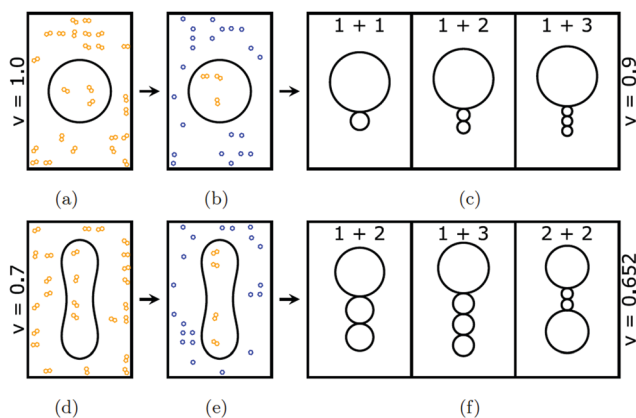 v = 1.0
1 + 1
1 + 2
1 + 3
v = 0.9
(a)
(b)
(c)
v = 0.7
1 + 2
1 + 3
2 + 2
v = 0.652
(d)
(e)
(f)